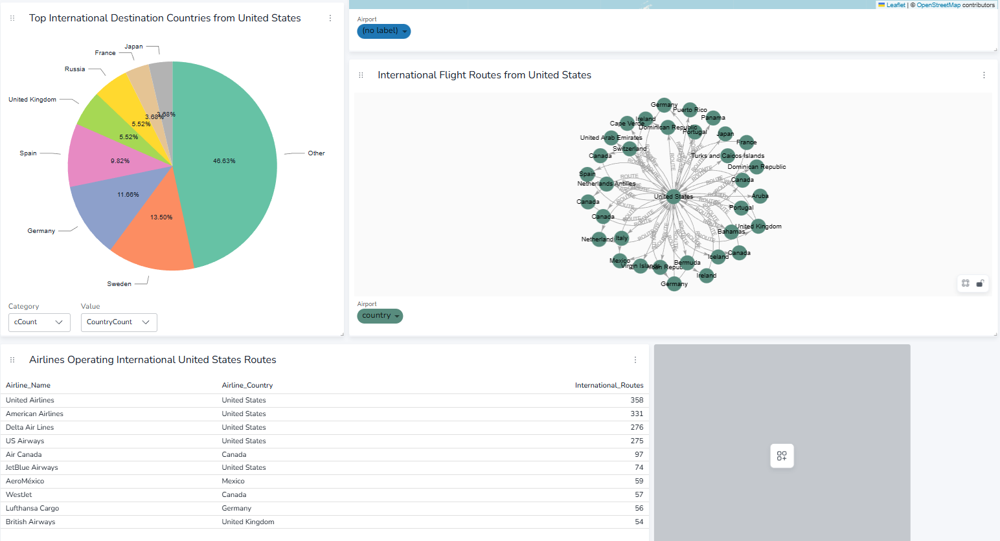 Top International Destination Countries from United States
Japan
France
Russia
United Kingdom
Spain
Germany
Sweden
Other
3.68%
3.68%
5.52%
5.52%
9.82%
11.66%
13.50%
46.63%
Category
Value
cCount
CountryCount
Leaflet | © OpenStreetMap contributors
Airport
(no label)
International Flight Routes from United States
Germany
Puerto Rico
Ireland
Panama
Cape Verde
Dominican Republic
Portugal
Japan
United Arab Emirates
France
Switzerland
Canada
Turks and Caicos Islands
Dominican Republic
Spain
ROUTE
Canada
Netherlands Antilles
United States
Aruba
Canada
Portugal
Canada
United Kingdom
Bahamas
Netherlands
Italy
Canada
Iceland
Mexico
Virgin Islands
Bermuda
Ireland
Germany
Airport
country
Airlines Operating International United States Routes
Airline_Name Airline_Country International_Routes
United Airlines United States 358
American Airlines United States 331
Delta Air Lines United States 276
US Airways United States 275
Air Canada Canada 97
JetBlue Airways United States 74
AeroMéxico Mexico 59
WestJet Canada 57
Lufthansa Cargo Germany 56
British Airways United Kingdom 54